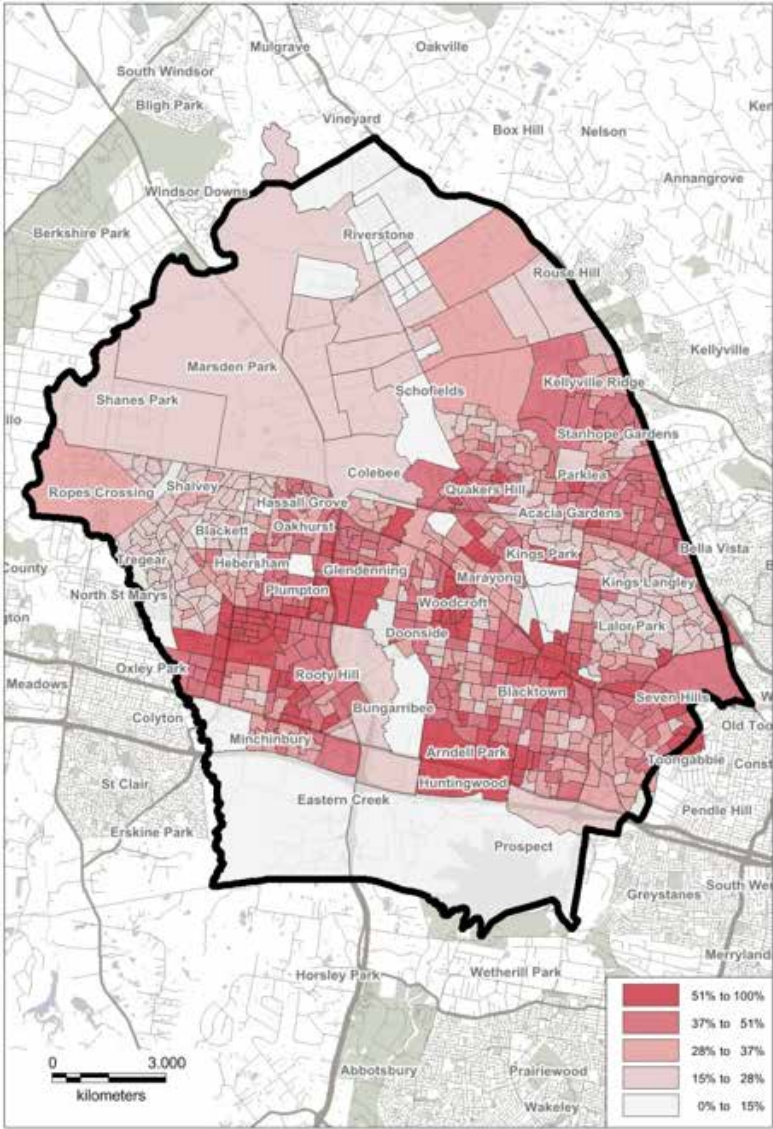 Mulgrave
Oakville
South Windsor
Bligh Park
Vineyard
Box Hill
Nelson
Annangrove
Windsor Downs
Berkshire Park
Riverstone
Rouse Hill
Kellyville
Marsden Park
Shanes Park
Schofields
Kellyville Ridge
Stanhope Gardens
Colebee
Parklea
Ropes Crossing
Shalvey
Quakers Hill
Hassall Grove
Acacia Gardens
Blackett
Oakhurst
Bella Vista
Tregear
Kings Park
County
Hebersham
Glendenning
Marayong
Kings Langley
North St Marys
Plumpton
Woodcroft
Lalor Park
Doonside
Oxley Park
Rooty Hill
Meadows
Blacktown
Seven Hills
Colyton
Bungarribee
Old Too
Minchinbury
Arndell Park
Toongabbie
Const
St Clair
Huntingwood
Eastern Creek
Pendle Hill
Erskine Park
Prospect
Greystanes
South We
Merryland
Horsley Park
Wetherill Park
Abbotsbury
Prairiewood
Wakeley
0 3.000
kilometers
51% to 100%
37% to 51%
28% to 37%
15% to 28%
0% to 15%